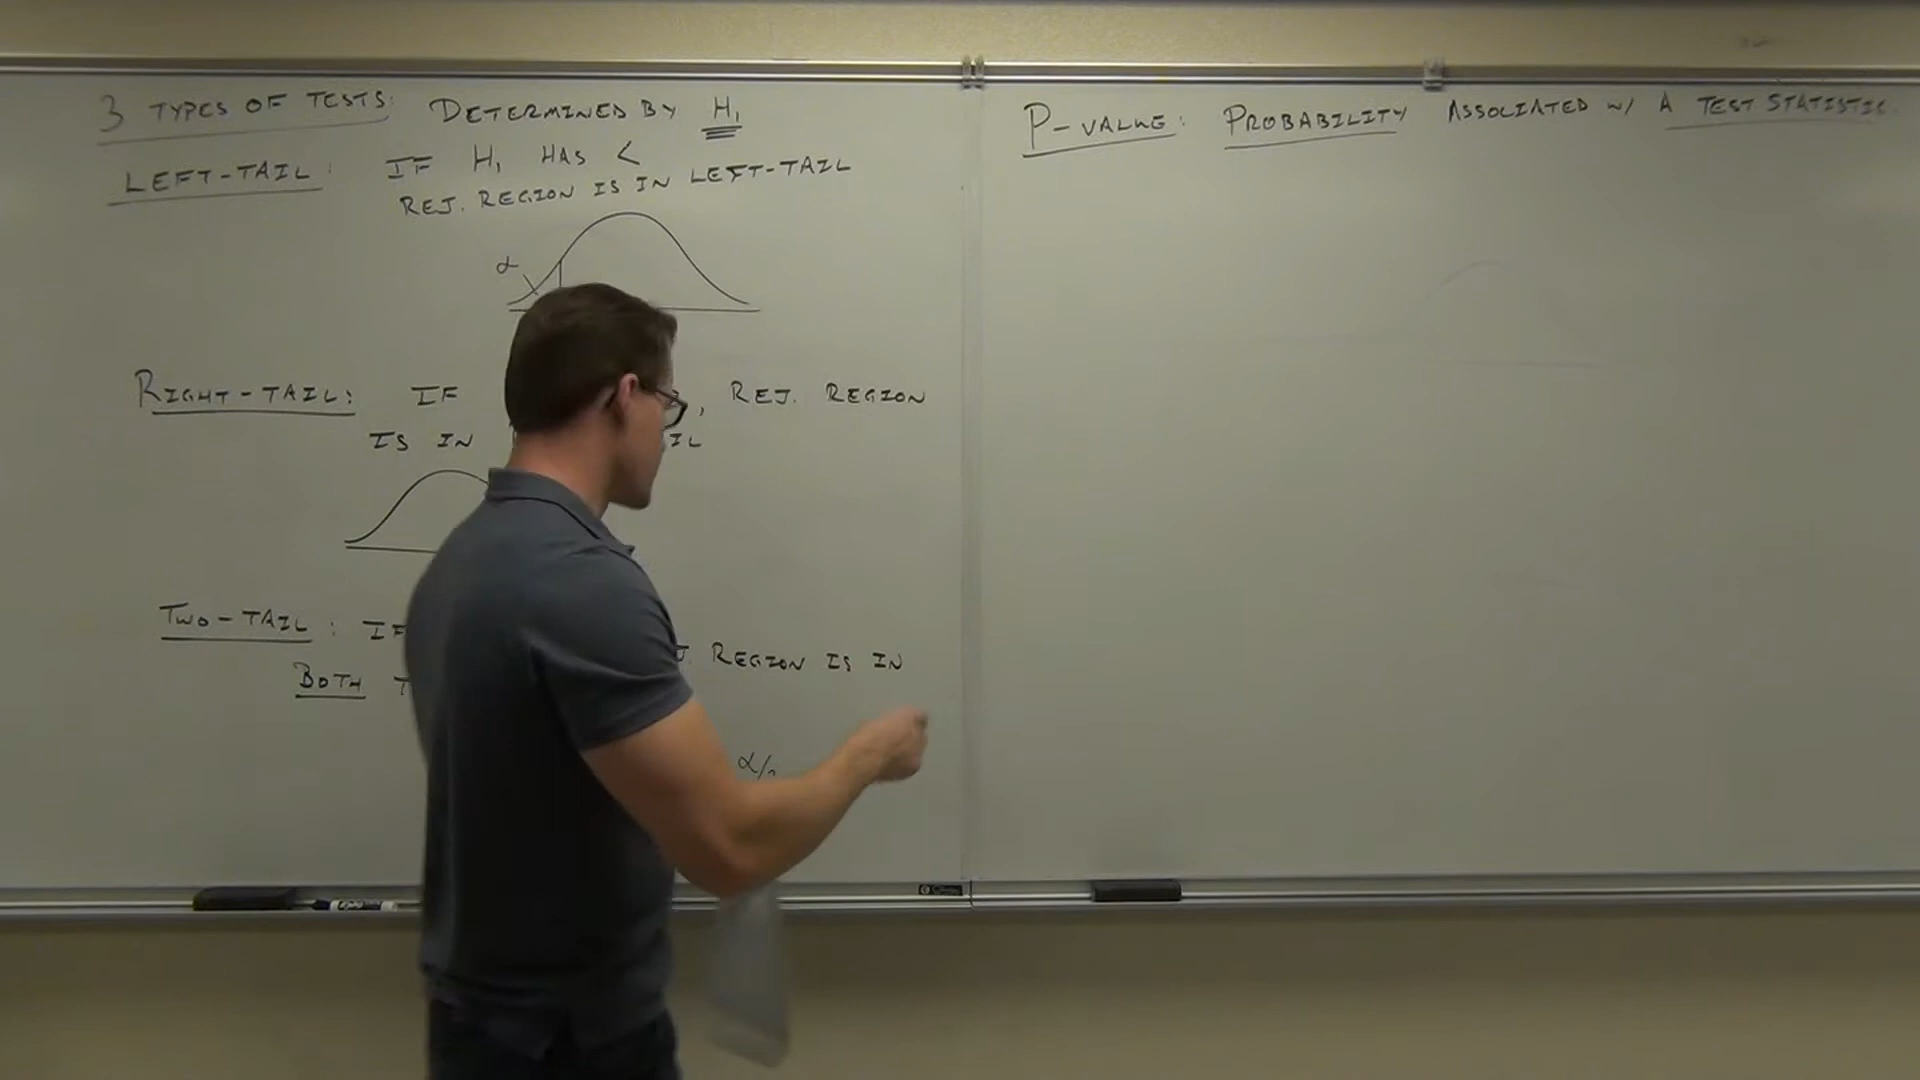 3 TYPES OF TESTS: DETERMINED BY H₁
LEFT-TAIL: IF H₁ HAS <
REJ. REGION IS IN LEFT-TAIL
α
RIGHT-TAIL: IF , REJ. REGION
IS IN
TWO-TAIL: IF
REGION IS IN
BOTH
α/2
P-VALUE: PROBABILITY ASSOCIATED W/ A TEST STATISTIC.